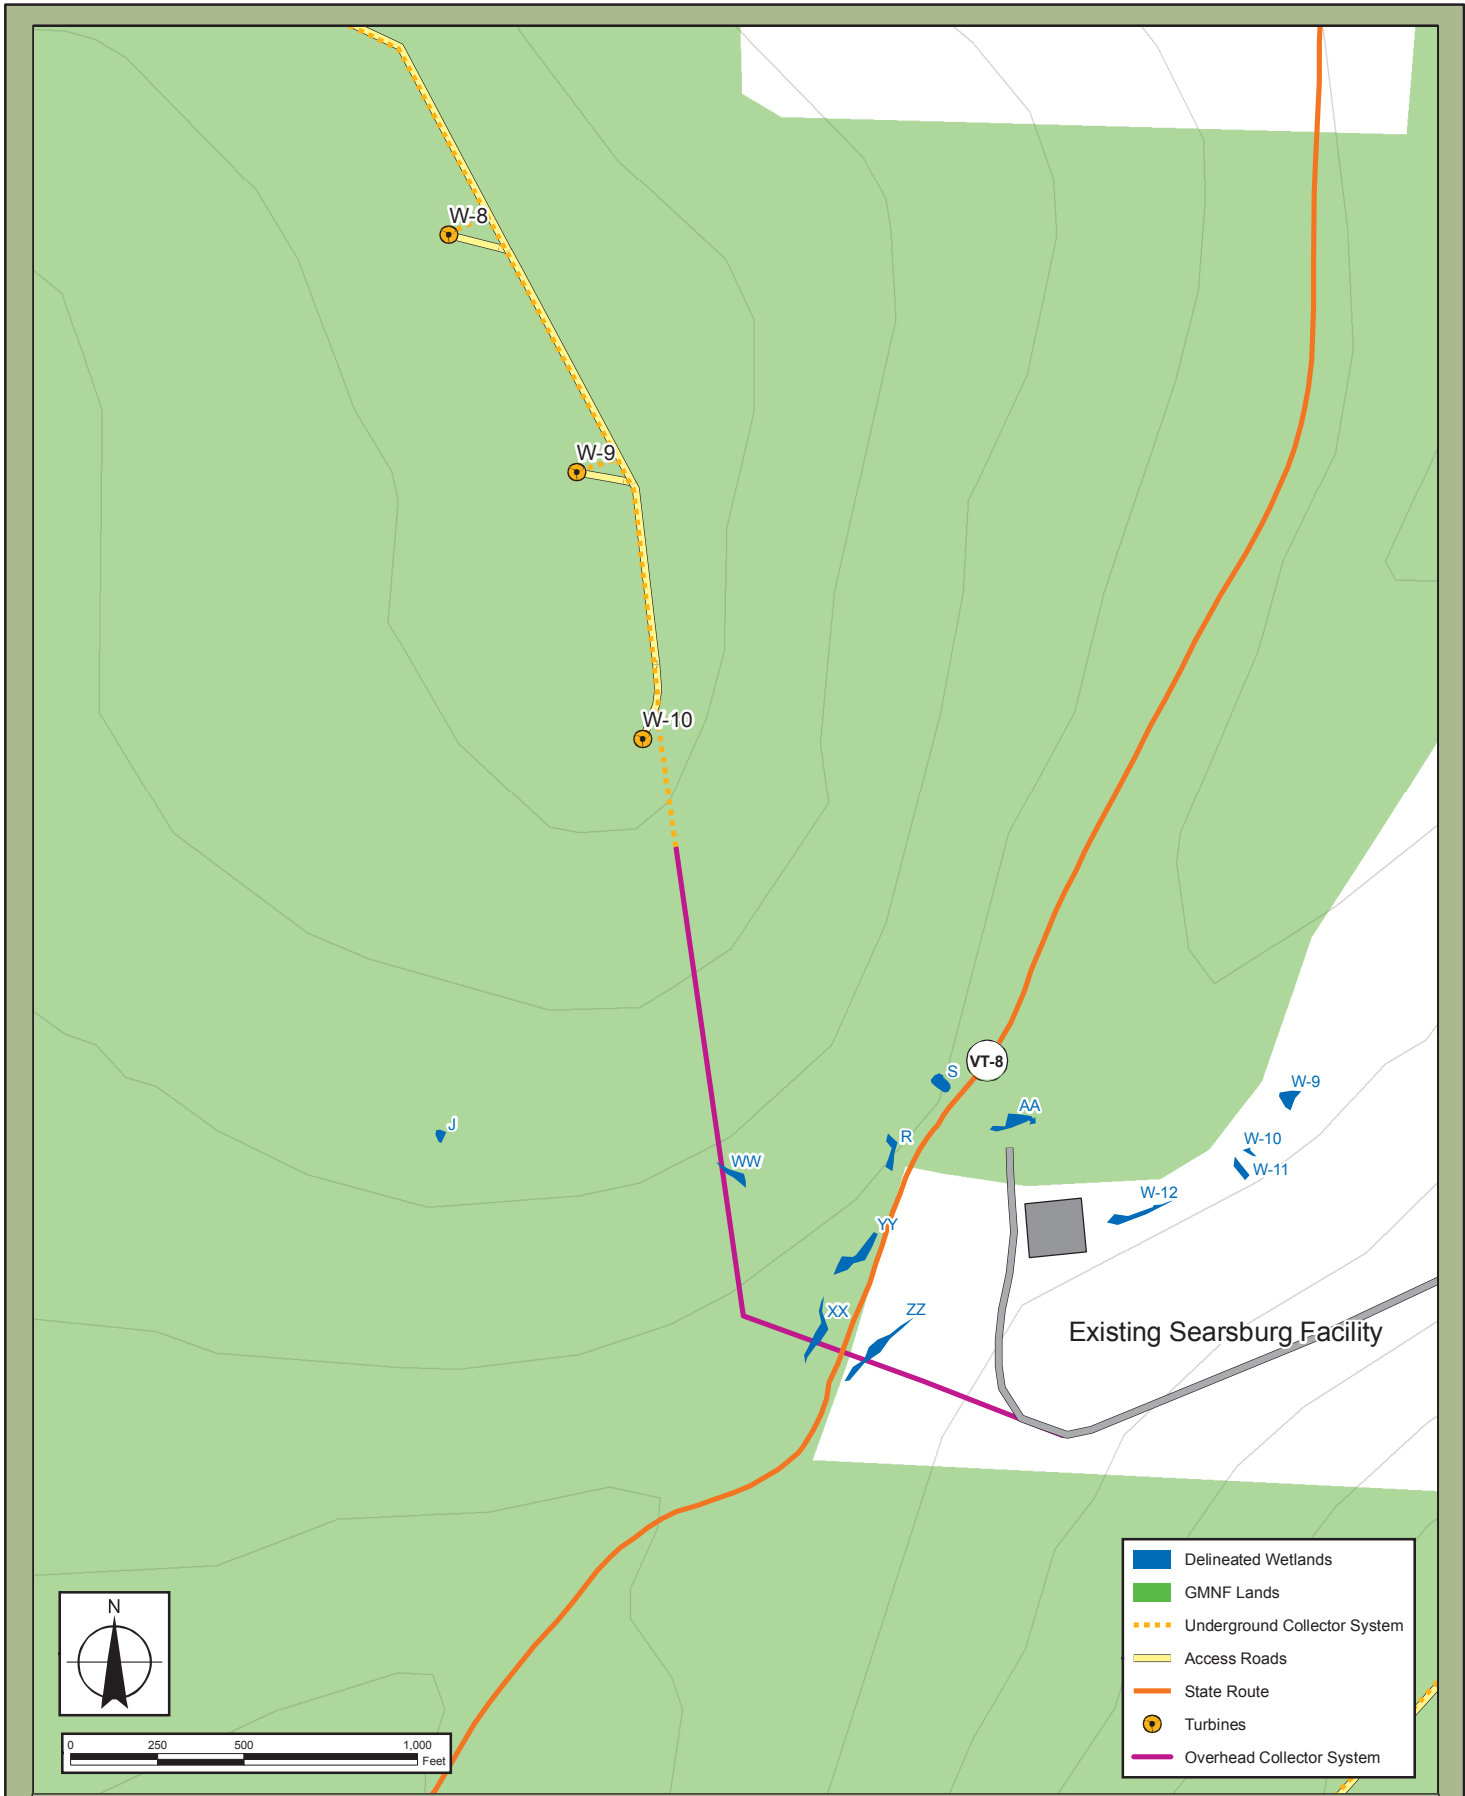 W-8
W-9
W-10
VT-8
S
W-9
AA
J
R
W-10
WW
W-11
W-12
YY
XX
ZZ
Existing Searsburg Facility
Delineated Wetlands
GMNF Lands
Underground Collector System
Access Roads
State Route
Turbines
Overhead Collector System
N
0 250 500 1,000
Feet